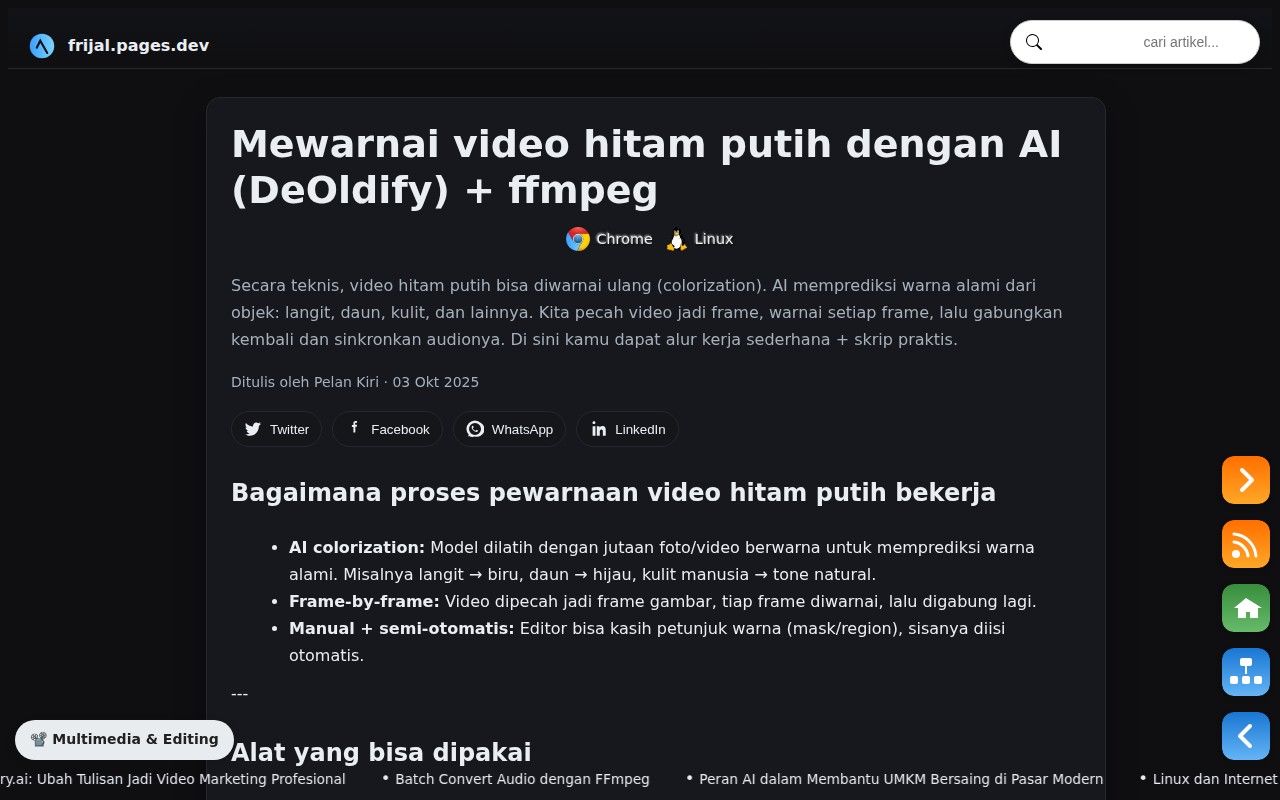 frijal.pages.dev
cari artikel...
Mewarnai video hitam putih dengan AI
(DeOldify) + ffmpeg
Chrome Linux
Secara teknis, video hitam putih bisa diwarnai ulang (colorization). AI memprediksi warna alami dari
objek: langit, daun, kulit, dan lainnya. Kita pecah video jadi frame, warnai setiap frame, lalu gabungkan
kembali dan sinkronkan audionya. Di sini kamu dapat alur kerja sederhana + skrip praktis.
Ditulis oleh Pelan Kiri · 03 Okt 2025
Twitter Facebook WhatsApp LinkedIn
Bagaimana proses pewarnaan video hitam putih bekerja
• AI colorization: Model dilatih dengan jutaan foto/video berwarna untuk memprediksi warna
alami. Misalnya langit → biru, daun → hijau, kulit manusia → tone natural.
• Frame-by-frame: Video dipecah jadi frame gambar, tiap frame diwarnai, lalu digabung lagi.
• Manual + semi-otomatis: Editor bisa kasih petunjuk warna (mask/region), sisanya diisi
otomatis.
---
📽️ Multimedia & Editing
Alat yang bisa dipakai
ry.ai: Ubah Tulisan Jadi Video Marketing Profesional • Batch Convert Audio dengan FFmpeg • Peran AI dalam Membantu UMKM Bersaing di Pasar Modern • Linux dan Internet